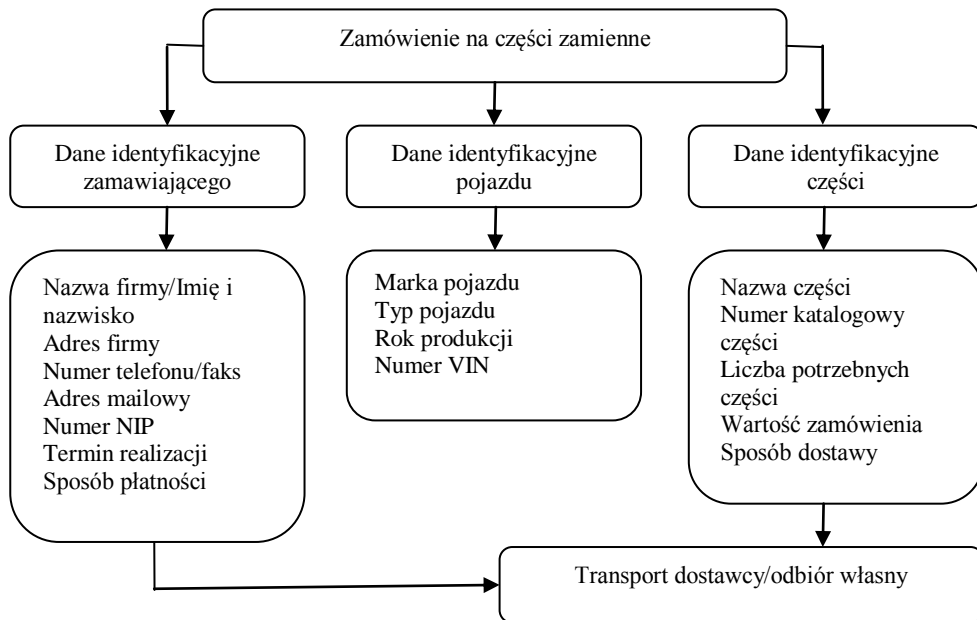 Zamówienie na części zamienne
Dane identyfikacyjne
zamawiającego
Dane identyfikacyjne
pojazdu
Dane identyfikacyjne
części
Nazwa firmy/Imię i
nazwisko
Adres firmy
Numer telefonu/faks
Adres mailowy
Numer NIP
Termin realizacji
Sposób płatności
Marka pojazdu
Typ pojazdu
Rok produkcji
Numer VIN
Nazwa części
Numer katalogowy
części
Liczba potrzebnych
części
Wartość zamówienia
Sposób dostawy
Transport dostawcy/odbiór własny